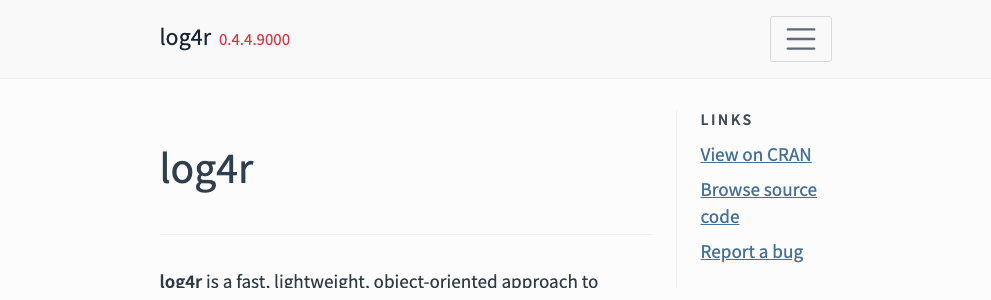 log4r 0.4.4.9000
log4r
log4r is a fast, lightweight, object-oriented approach to
LINKS
View on CRAN
Browse source
code
Report a bug